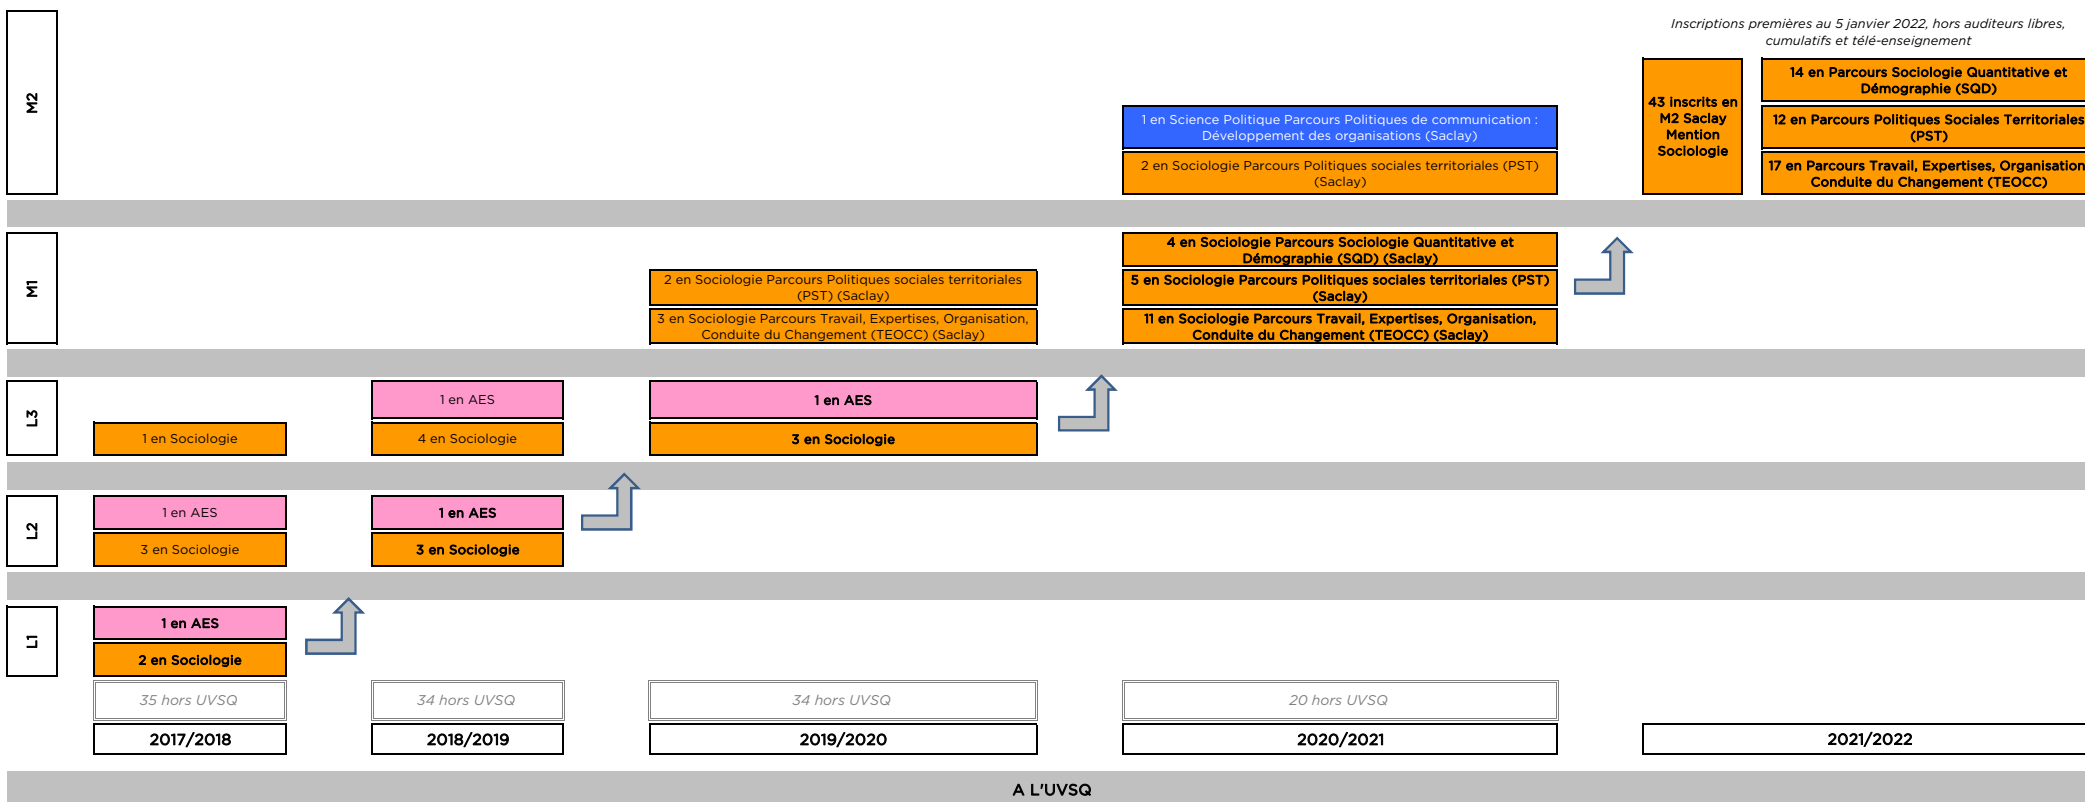 Inscriptions premières au 5 janvier 2022, hors auditeurs libres,
cumulatifs et télé-enseignement
M2
1 en Science Politique Parcours Politiques de communication :
Développement des organisations (Saclay)
2 en Sociologie Parcours Politiques sociales territoriales (PST)
(Saclay)
43 inscrits en
M2 Saclay
Mention
Sociologie
14 en Parcours Sociologie Quantitative et
Démographie (SQD)
12 en Parcours Politiques Sociales Territoriales
(PST)
17 en Parcours Travail, Expertises, Organisation
Conduite du Changement (TEOCC)
M1
2 en Sociologie Parcours Politiques sociales territoriales
(PST) (Saclay)
3 en Sociologie Parcours Travail, Expertises, Organisation,
Conduite du Changement (TEOCC) (Saclay)
4 en Sociologie Parcours Sociologie Quantitative et
Démographie (SQD) (Saclay)
5 en Sociologie Parcours Politiques sociales territoriales (PST)
(Saclay)
11 en Sociologie Parcours Travail, Expertises, Organisation,
Conduite du Changement (TEOCC) (Saclay)
L3
1 en Sociologie
1 en AES
4 en Sociologie
1 en AES
3 en Sociologie
L2
1 en AES
3 en Sociologie
1 en AES
3 en Sociologie
L1
1 en AES
2 en Sociologie
35 hors UVSQ
34 hors UVSQ
34 hors UVSQ
20 hors UVSQ
2017/2018
2018/2019
2019/2020
2020/2021
2021/2022
A L'UVSQ